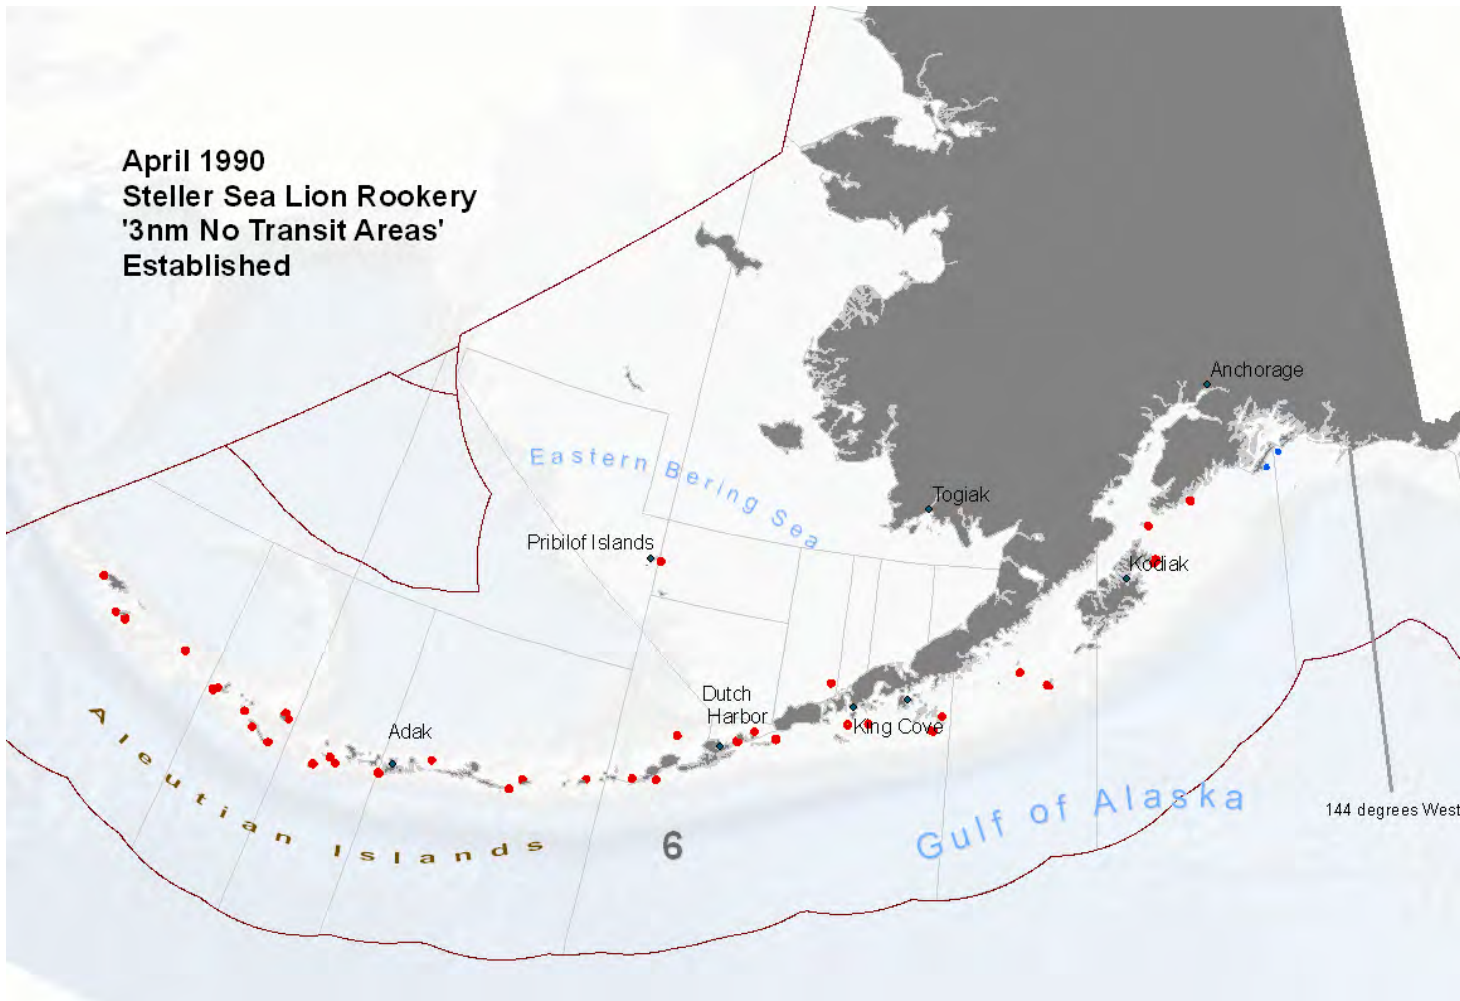 April 1990
Steller Sea Lion Rookery
'3nm No Transit Areas'
Established
Anchorage
Eastern Bering Sea
Togiak
Pribilof Islands
Kodiak
Dutch
Harbor
King Cove
Adak
Aleutian Islands
Gulf of Alaska
144 degrees West
6